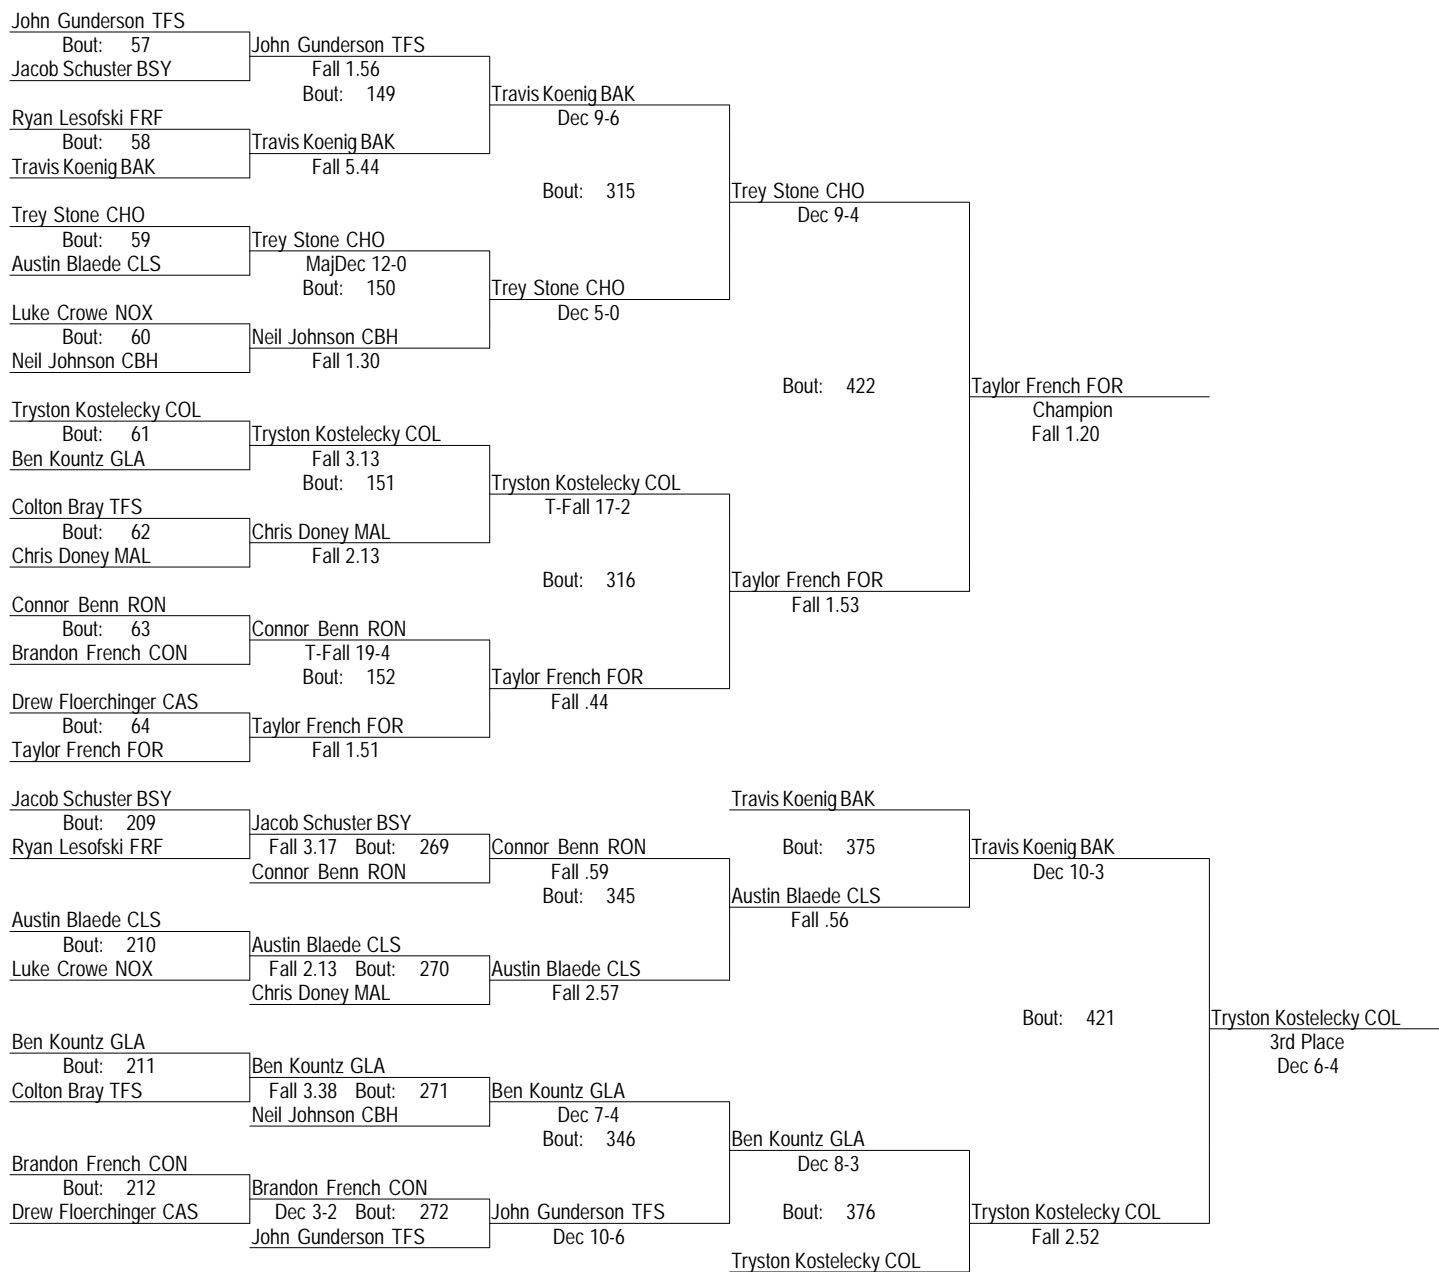 John Gunderson TFS
Bout: 57
John Gunderson TFS
Jacob Schuster BSY
Fall 1.56
Bout: 149
Travis Koenig BAK
Ryan Lesofski FRF
Dec 9-6
Bout: 58
Travis Koenig BAK
Travis Koenig BAK
Fall 5.44
Bout: 315
Trey Stone CHO
Trey Stone CHO
Dec 9-4
Bout: 59
Trey Stone CHO
Austin Blaede CLS
MajDec 12-0
Bout: 150
Trey Stone CHO
Luke Crowe NOX
Dec 5-0
Bout: 60
Neil Johnson CBH
Neil Johnson CBH
Fall 1.30
Bout: 422
Taylor French FOR
Tryston Kostelecky COL
Champion
Bout: 61
Tryston Kostelecky COL
Fall 1.20
Ben Kountz GLA
Fall 3.13
Bout: 151
Tryston Kostelecky COL
Colton Bray TFS
T-Fall 17-2
Bout: 62
Chris Doney MAL
Chris Doney MAL
Fall 2.13
Bout: 316
Taylor French FOR
Connor Benn RON
Fall 1.53
Bout: 63
Connor Benn RON
Brandon French CON
T-Fall 19-4
Bout: 152
Taylor French FOR
Drew Floerchinger CAS
Fall .44
Bout: 64
Taylor French FOR
Taylor French FOR
Fall 1.51
Jacob Schuster BSY
Travis Koenig BAK
Bout: 209
Jacob Schuster BSY
Ryan Lesofski FRF
Fall 3.17 Bout: 269
Connor Benn RON
Bout: 375
Travis Koenig BAK
Connor Benn RON
Fall .59
Dec 10-3
Bout: 345
Austin Blaede CLS
Austin Blaede CLS
Fall .56
Bout: 210
Austin Blaede CLS
Luke Crowe NOX
Fall 2.13 Bout: 270
Austin Blaede CLS
Chris Doney MAL
Fall 2.57
Bout: 421
Tryston Kostelecky COL
Ben Kountz GLA
3rd Place
Bout: 211
Ben Kountz GLA
Dec 6-4
Colton Bray TFS
Fall 3.38 Bout: 271
Ben Kountz GLA
Neil Johnson CBH
Dec 7-4
Bout: 346
Ben Kountz GLA
Brandon French CON
Dec 8-3
Bout: 212
Brandon French CON
Drew Floerchinger CAS
Dec 3-2 Bout: 272
John Gunderson TFS
Bout: 376
Tryston Kostelecky COL
John Gunderson TFS
Dec 10-6
Fall 2.52
Tryston Kostelecky COL